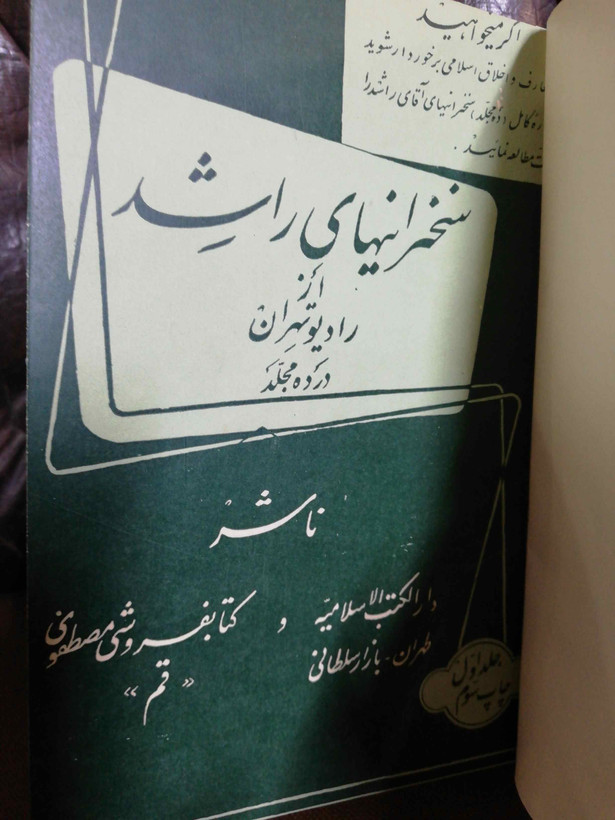 اگر میخواهید
رف و اخلاق اسلامی برخوردار شوید
کامل (ده مجلد) سخنرانیهای آقای راشد را
مطالعه نمائید.
سخنرانیهای راشد
از
رادیو تهران
در ده مجلد
ناشر
دارالکتب الاسلامیه و کتابفروشی مصطفوی
طهران - بازار سلطانی
«قم»
جلد اول
چاپ سوم